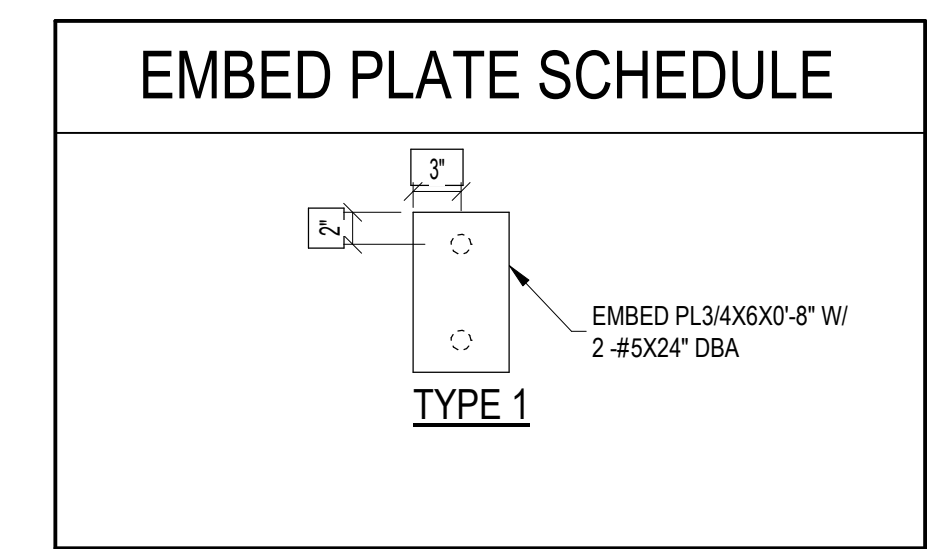 EMBED PLATE SCHEDULE
3"
2"
EMBED PL3/4X6X0'-8" W/
2 -#5X24" DBA
TYPE 1